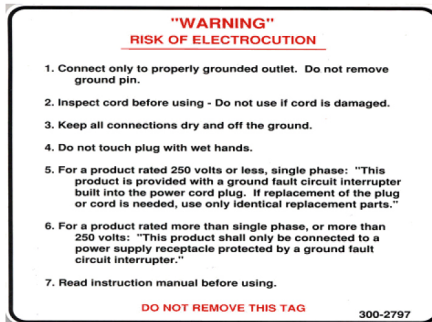 "WARNING"
RISK OF ELECTROCUTION
1. Connect only to properly grounded outlet. Do not remove
ground pin.
2. Inspect cord before using - Do not use if cord is damaged.
3. Keep all connections dry and off the ground.
4. Do not touch plug with wet hands.
5. For a product rated 250 volts or less, single phase: "This
product is provided with a ground fault circuit interrupter
built into the power cord plug. If replacement of the plug
or cord is needed, use only identical replacement parts."
6. For a product rated more than single phase, or more than
250 volts: "This product shall only be connected to a
power supply receptacle protected by a ground fault
circuit interrupter."
7. Read instruction manual before using.
DO NOT REMOVE THIS TAG
300-2797